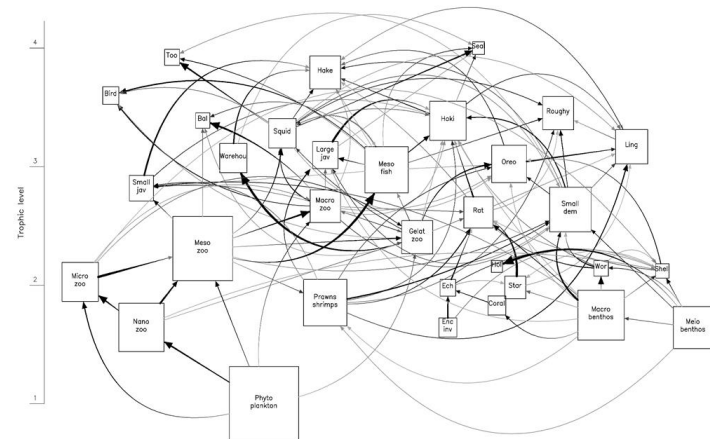 4
Seal
Too
Hake
Bird
Roughy
Bal
Squid
Hoki
Large
jav
Warehou
Ling
Oreo
Meso
fish
3
Small
jav
Macro
zoo
Rat
Small
dem
Trophic level
Gelat
zoo
Meso
zoo
Wor
Shel
Micro
zoo
2
Ech
Star
Prawns
shrimps
Coral
Macro
benthos
Nano
zoo
Enc
inv
Meio
benthos
Phyto
plankton
1